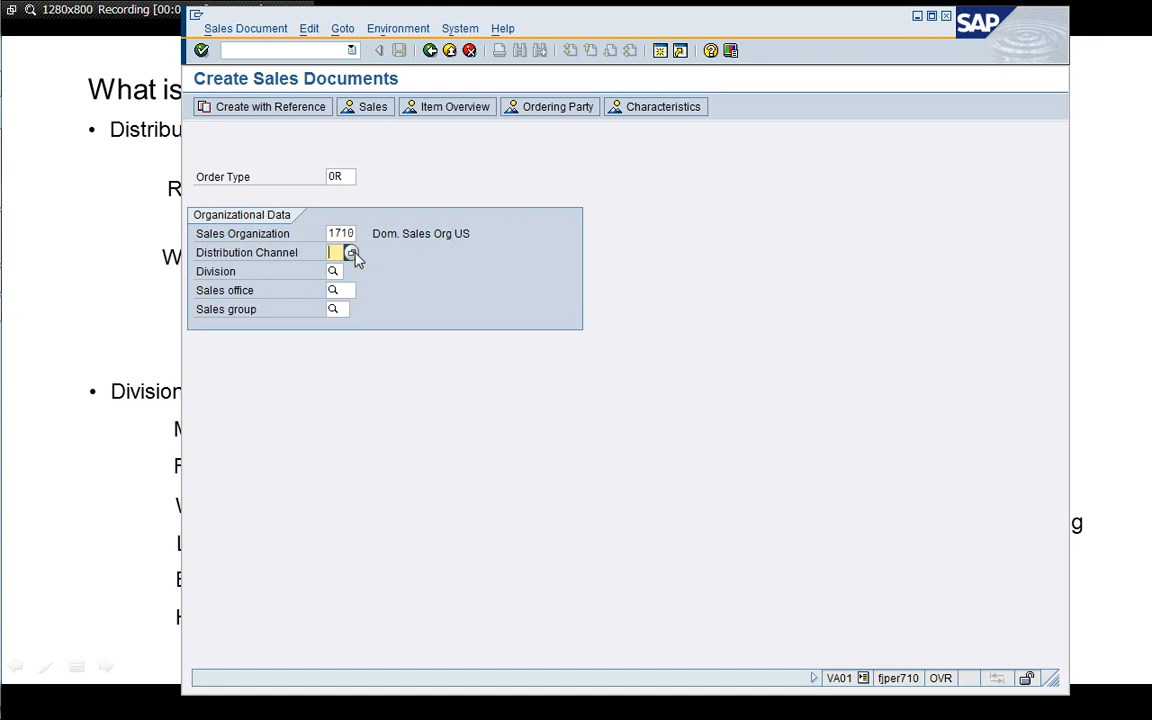 1280x800 Recording [00:0
Sales Document Edit Goto Environment System Help
SAP
Create Sales Documents
Create with Reference Sales Item Overview Ordering Party Characteristics
Order Type OR
Organizational Data
Sales Organization 1710 Dom. Sales Org US
Distribution Channel
Division
Sales office
Sales group
What is
• Distribu
R
W
• Division
F
L
g
VA01 fjper710 OVR